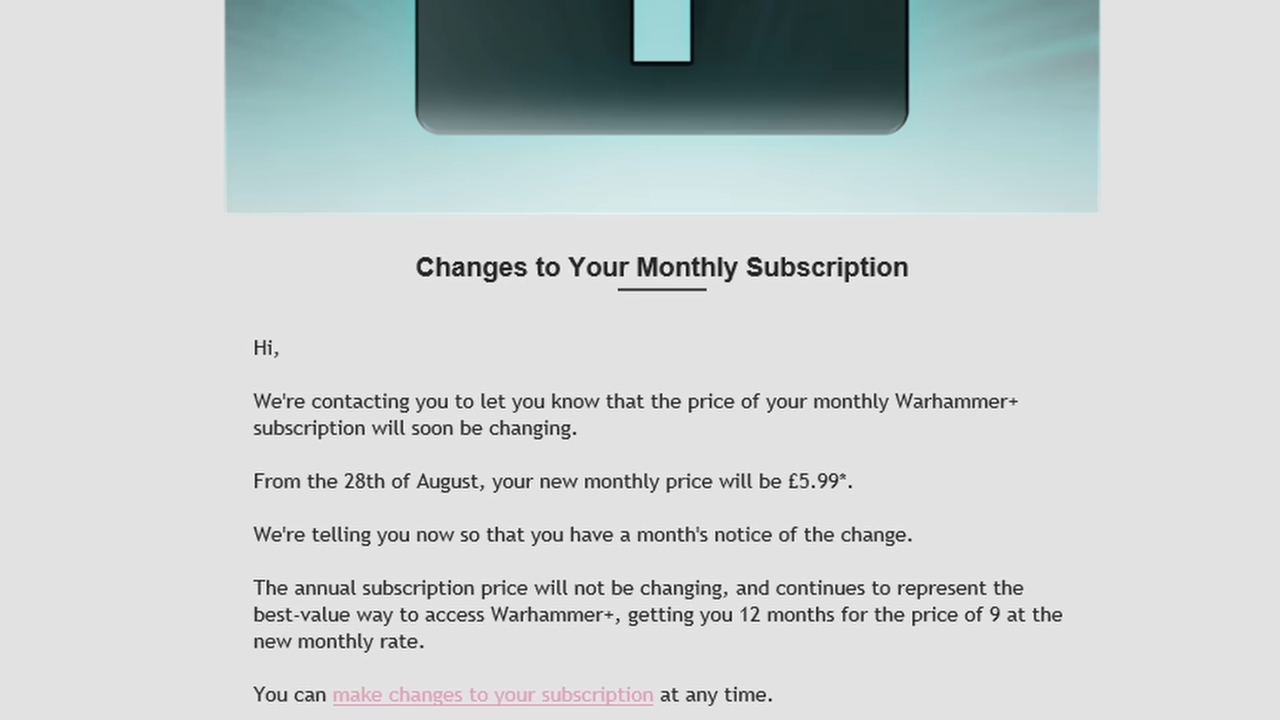 Changes to Your Monthly Subscription
Hi,
We're contacting you to let you know that the price of your monthly Warhammer+
subscription will soon be changing.
From the 28th of August, your new monthly price will be £5.99*.
We're telling you now so that you have a month's notice of the change.
The annual subscription price will not be changing, and continues to represent the
best-value way to access Warhammer+, getting you 12 months for the price of 9 at the
new monthly rate.
You can make changes to your subscription at any time.